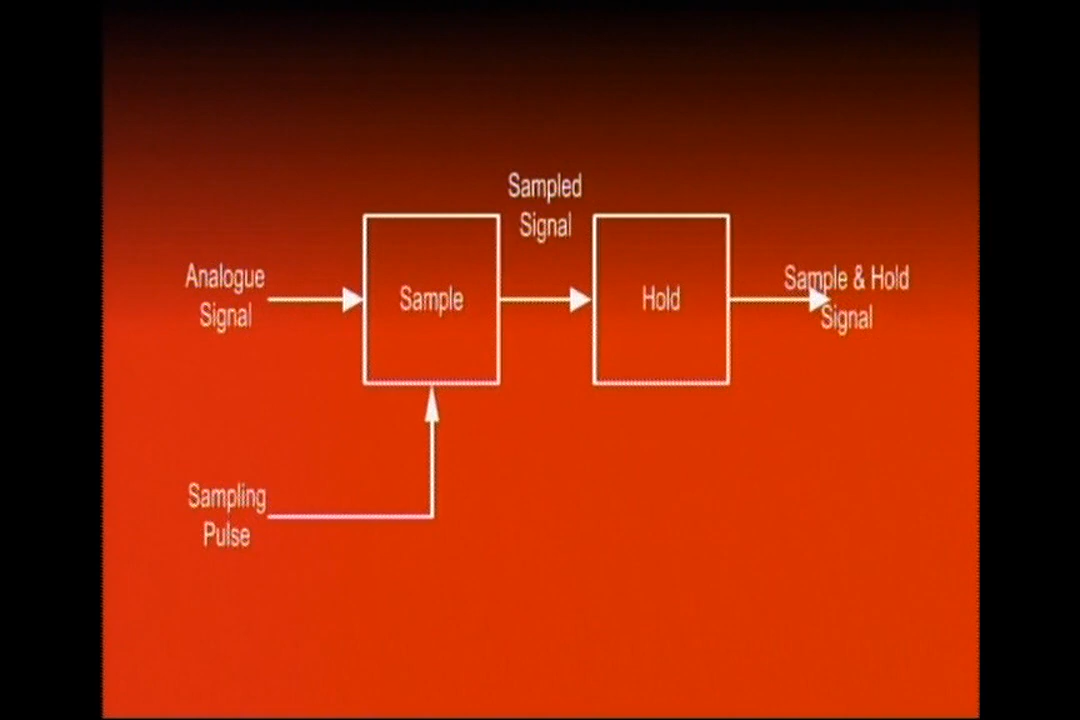 Sampled
Signal
Analogue
Signal
Sample
Hold
Sample & Hold
Signal
Sampling
Pulse